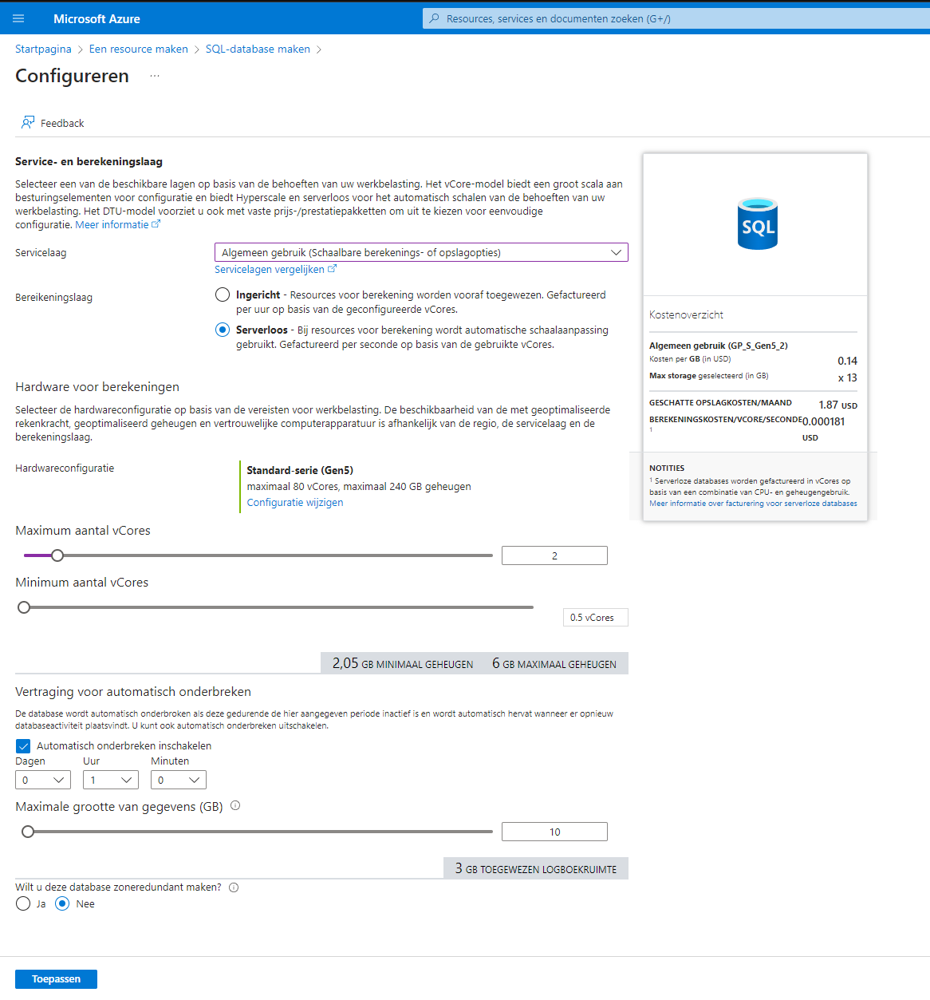 Microsoft Azure
Resources, services en documenten zoeken (G+/)
Startpagina > Een resource maken > SQL-database maken >
Configureren ...
Feedback
Service- en berekeningslaag
Selecteer een van de beschikbare lagen op basis van de behoeften van uw werkbelasting. Het vCore-model biedt een groot scala aan
besturingselementen voor configuratie en biedt Hyperscale en serverloos voor het automatisch schalen van de behoeften van uw
werkbelasting. Het DTU-model voorziet u ook met vaste prijs-/prestatiepakketten om uit te kiezen voor eenvoudige
configuratie. Meer informatie
Servicelaag
Algemeen gebruik (Schaalbare berekenings- of opslagopties)
Servicelagen vergelijken
Bereikeningslaag
Ingericht - Resources voor berekening worden vooraf toegewezen. Gefactureerd
per uur op basis van de geconfigureerde vCores.
Serverloos - Bij resources voor berekening wordt automatische schaalaanpassing
gebruikt. Gefactureerd per seconde op basis van de gebruikte vCores.
Hardware voor berekeningen
Selecteer de hardwareconfiguratie op basis van de vereisten voor werkbelasting. De beschikbaarheid van de met geoptimaliseerde
rekenkracht, geoptimaliseerd geheugen en vertrouwelijke computerapparatuur is afhankelijk van de regio, de servicelaag en de
berekeningslaag.
Hardwareconfiguratie
Standard-serie (Gen5)
maximaal 80 vCores, maximaal 240 GB geheugen
Configuratie wijzigen
Maximum aantal vCores
2
Minimum aantal vCores
0.5 vCores
2,05 GB MINIMAAL GEHEUGEN 6 GB MAXIMAAL GEHEUGEN
Vertraging voor automatisch onderbreken
De database wordt automatisch onderbroken als deze gedurende de hier aangegeven periode inactief is en wordt automatisch hervat wanneer er opnieuw
databaseactiviteit plaatsvindt. U kunt ook automatisch onderbreken uitschakelen.
Automatisch onderbreken inschakelen
Dagen Uur Minuten
0 1 0
Maximale grootte van gegevens (GB)
10
3 GB TOEGEWEZEN LOGBOEKRUIMTE
Wilt u deze database zoneredundant maken?
Ja Nee
Toepassen
SQL
Kostenoverzicht
Algemeen gebruik (GP_S_Gen5_2)
Kosten per GB (in USD) 0.14
Max storage geselecteerd (in GB) x 13
GESCHATTE OPSLAGKOSTEN/MAAND 1.87 USD
BEREKENINGSKOSTEN/VCORE/SECONDE 0.000181
1 USD
NOTITIES
1 Serverloze databases worden gefactureerd in vCores op
basis van een combinatie van CPU- en geheugengebruik.
Meer informatie over facturering voor serverloze databases